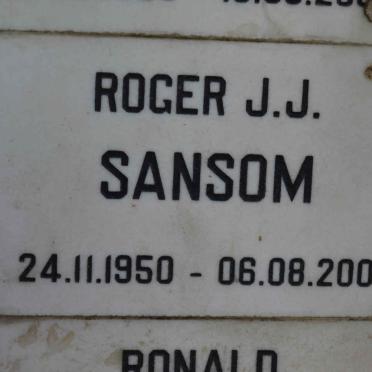 ROGER J.J.
SANSOM
24.11.1950 - 06.08.200
RONALD